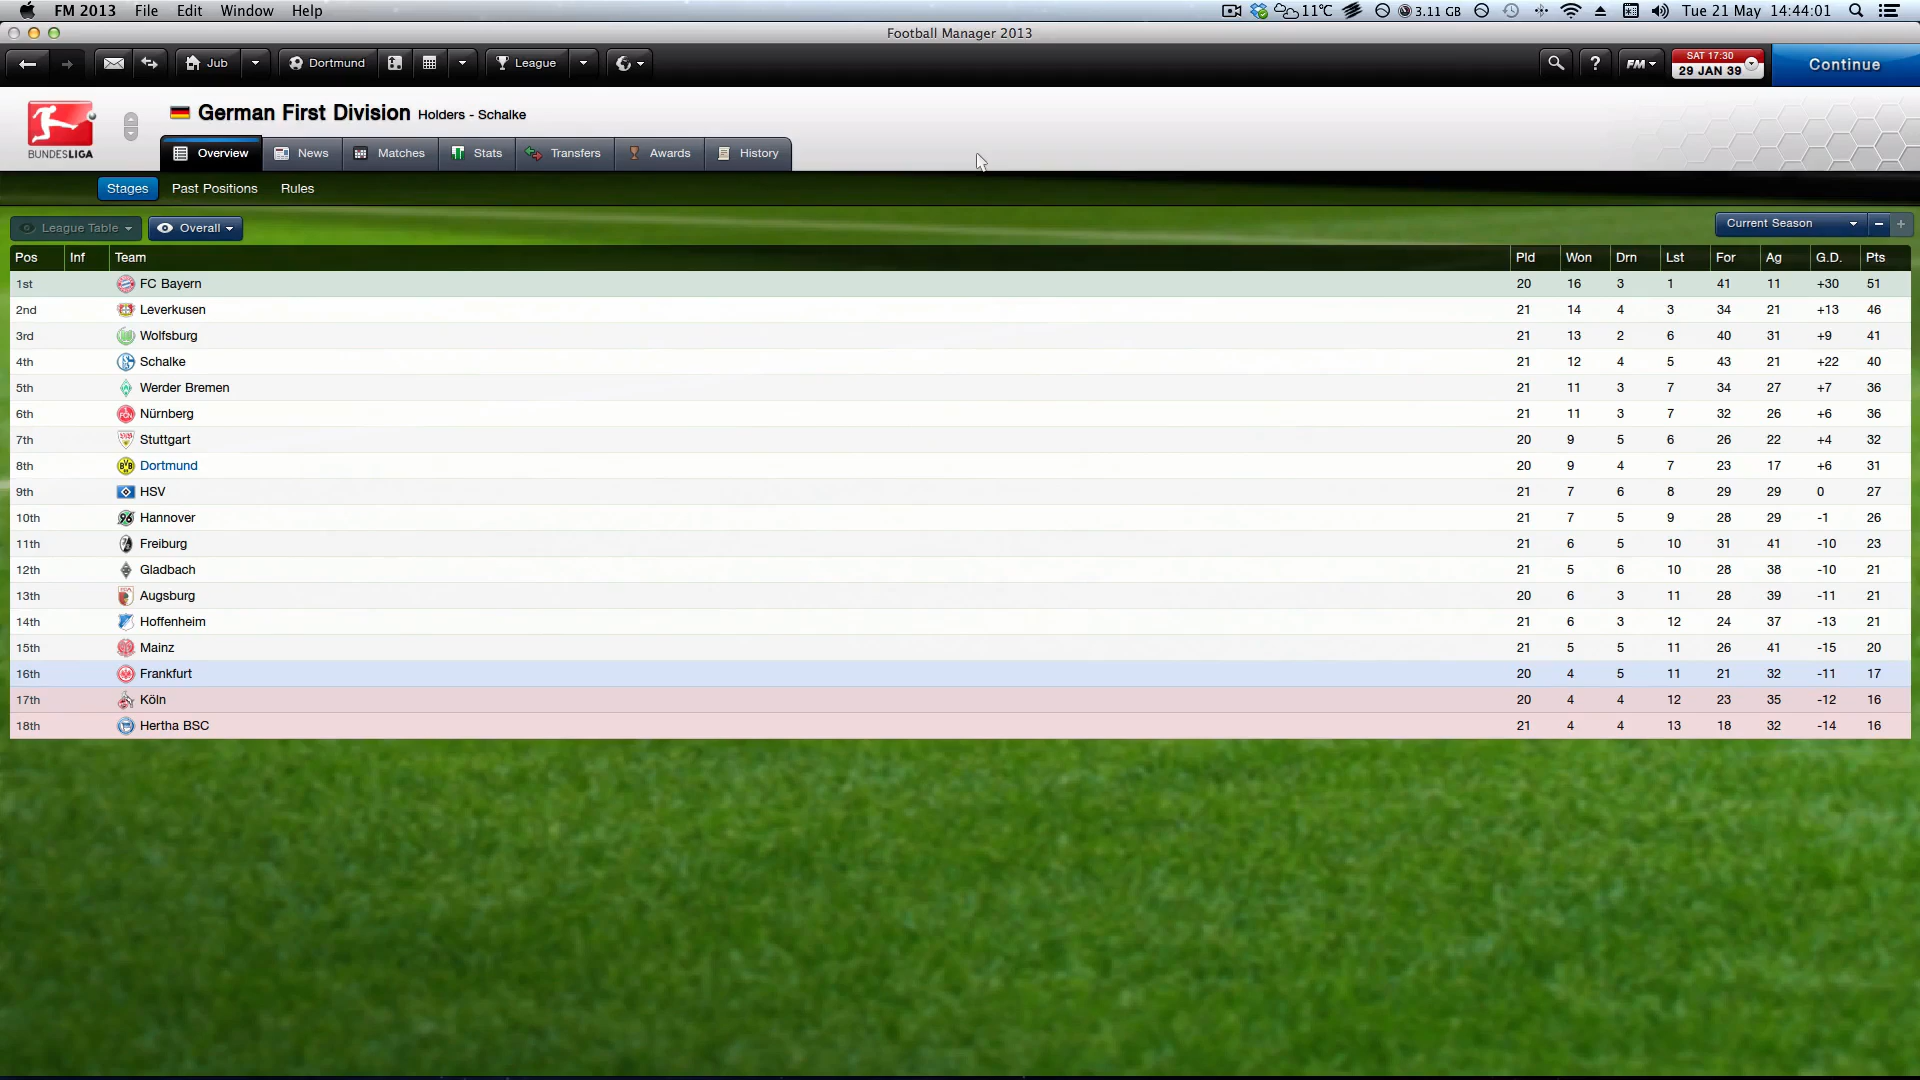 FM 2013 File Edit Window Help 11°C 3.11 GB Tue 21 May 14:44:01
Football Manager 2013
Jub Dortmund League ? FM SAT 17:30 29 JAN 39 Continue
BUNDESLIGA
German First Division Holders - Schalke
Overview News Matches Stats Transfers Awards History
Stages Past Positions Rules
League Table Overall Current Season
Pos Inf Team Pld Won Drn Lst For Ag G.D. Pts
1st FC Bayern 20 16 3 1 41 11 +30 51
2nd Leverkusen 21 14 4 3 34 21 +13 46
3rd Wolfsburg 21 13 2 6 40 31 +9 41
4th Schalke 21 12 4 5 43 21 +22 40
5th Werder Bremen 21 11 3 7 34 27 +7 36
6th Nürnberg 21 11 3 7 32 26 +6 36
7th Stuttgart 20 9 5 6 26 22 +4 32
8th Dortmund 20 9 4 7 23 17 +6 31
9th HSV 21 7 6 8 29 29 0 27
10th Hannover 21 7 5 9 28 29 -1 26
11th Freiburg 21 6 5 10 31 41 -10 23
12th Gladbach 21 5 6 10 28 38 -10 21
13th Augsburg 20 6 3 11 28 39 -11 21
14th Hoffenheim 21 6 3 12 24 37 -13 21
15th Mainz 21 5 5 11 26 41 -15 20
16th Frankfurt 20 4 5 11 21 32 -11 17
17th Köln 20 4 4 12 23 35 -12 16
18th Hertha BSC 21 4 4 13 18 32 -14 16